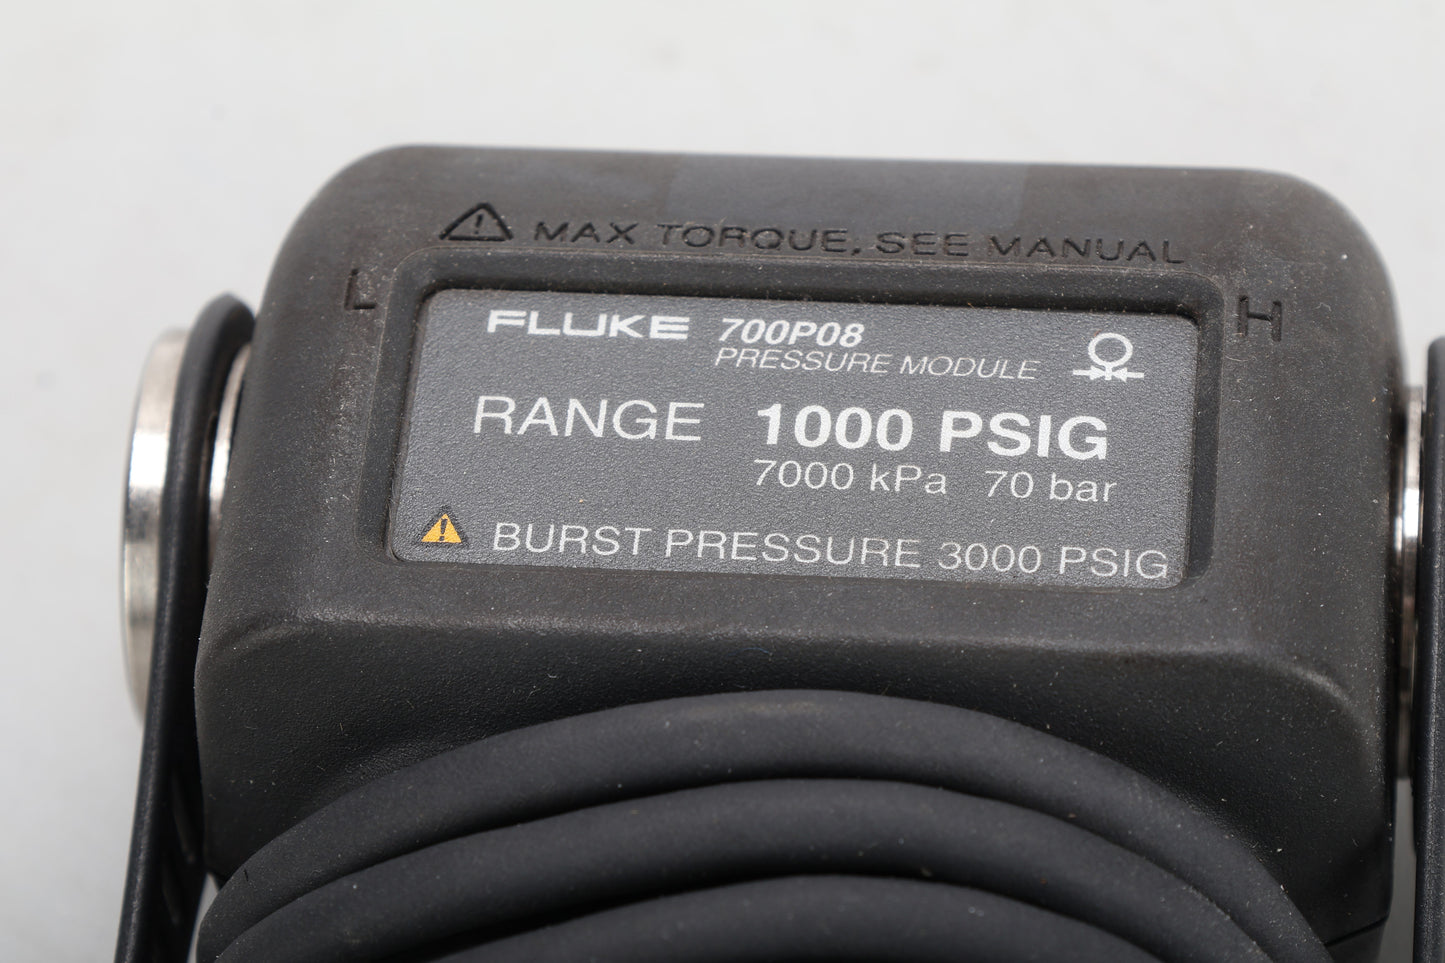 MAX TORQUE, SEE MANUAL
L
H
FLUKE 700P08
PRESSURE MODULE
RANGE 1000 PSIG
7000 kPa 70 bar
BURST PRESSURE 3000 PSIG